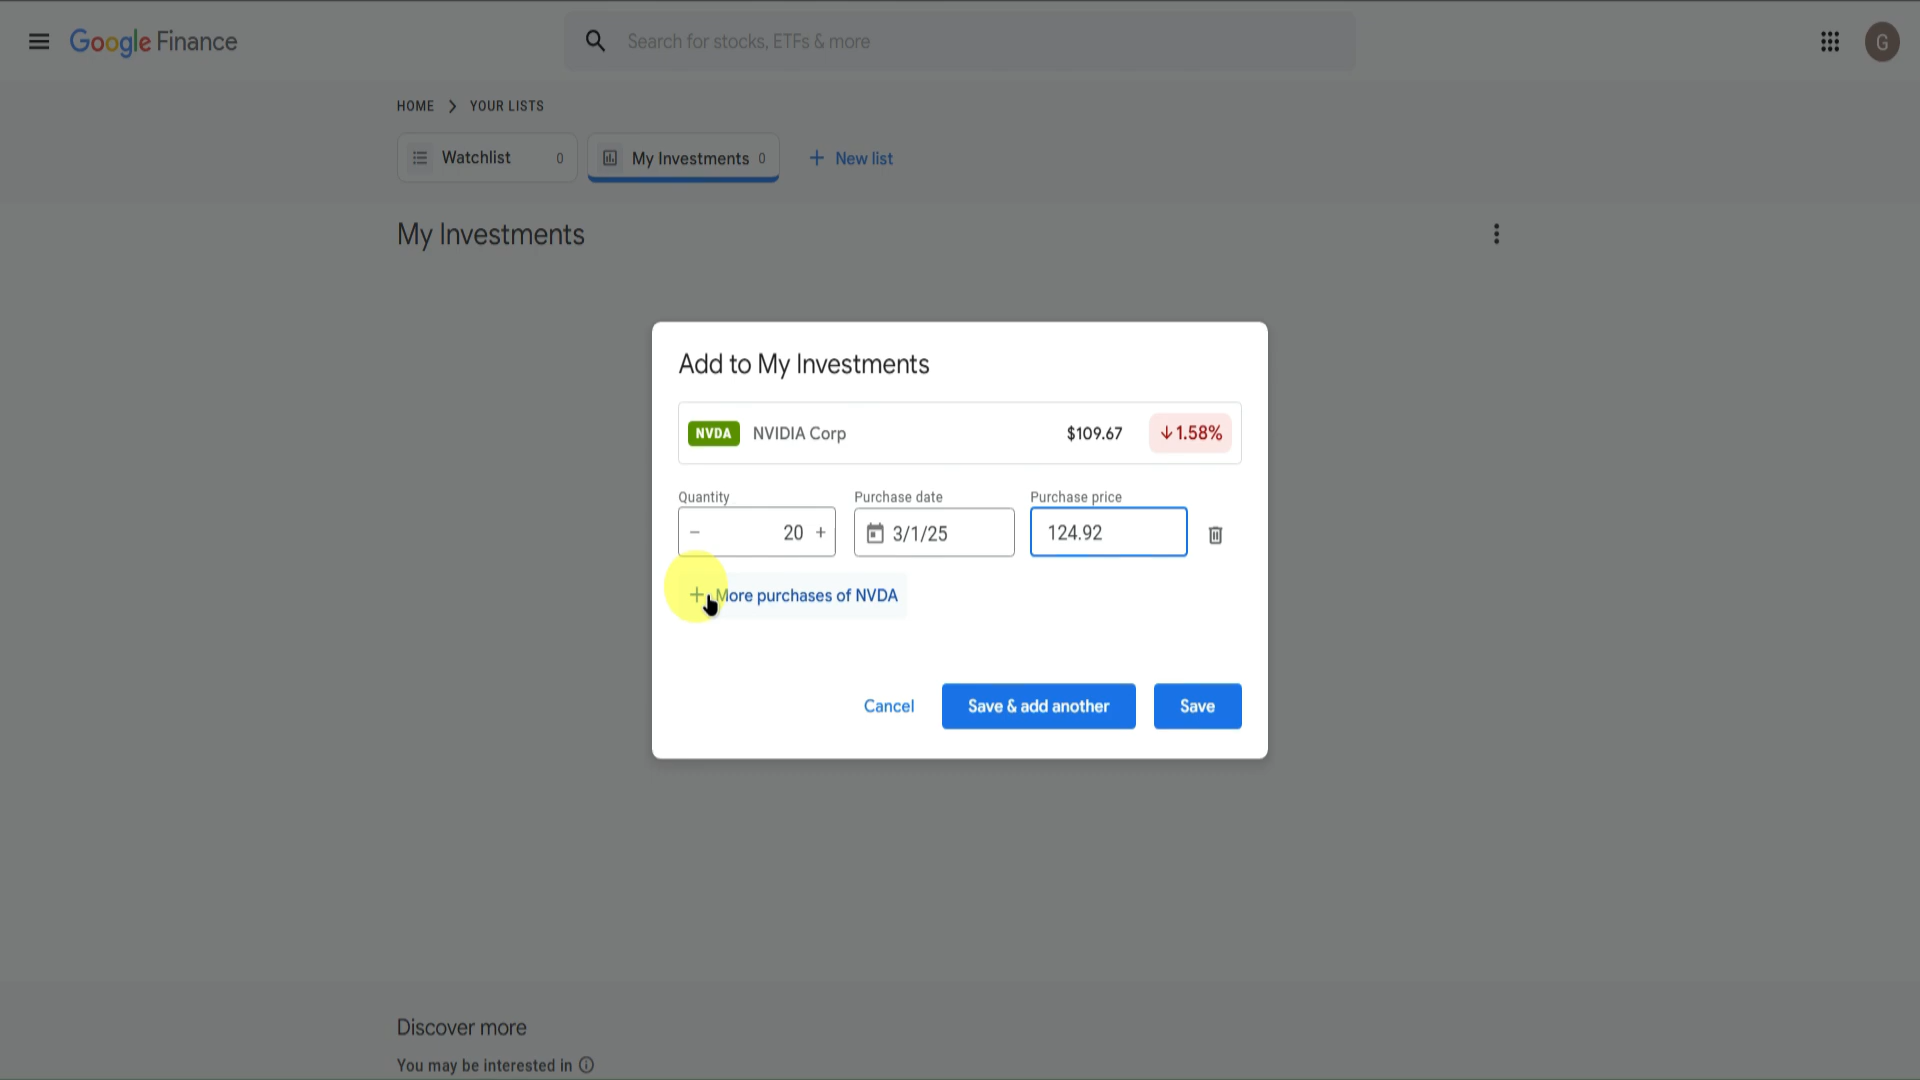 Google Finance
Search for stocks, ETFs & more
G
HOME > YOUR LISTS
Watchlist 0
My Investments 0
+ New list
My Investments
Add to My Investments
NVDA NVIDIA Corp $109.67 ↓1.58%
Quantity Purchase date Purchase price
− 20 + 3/1/25 124.92
+ More purchases of NVDA
Cancel Save & add another Save
Discover more
You may be interested in